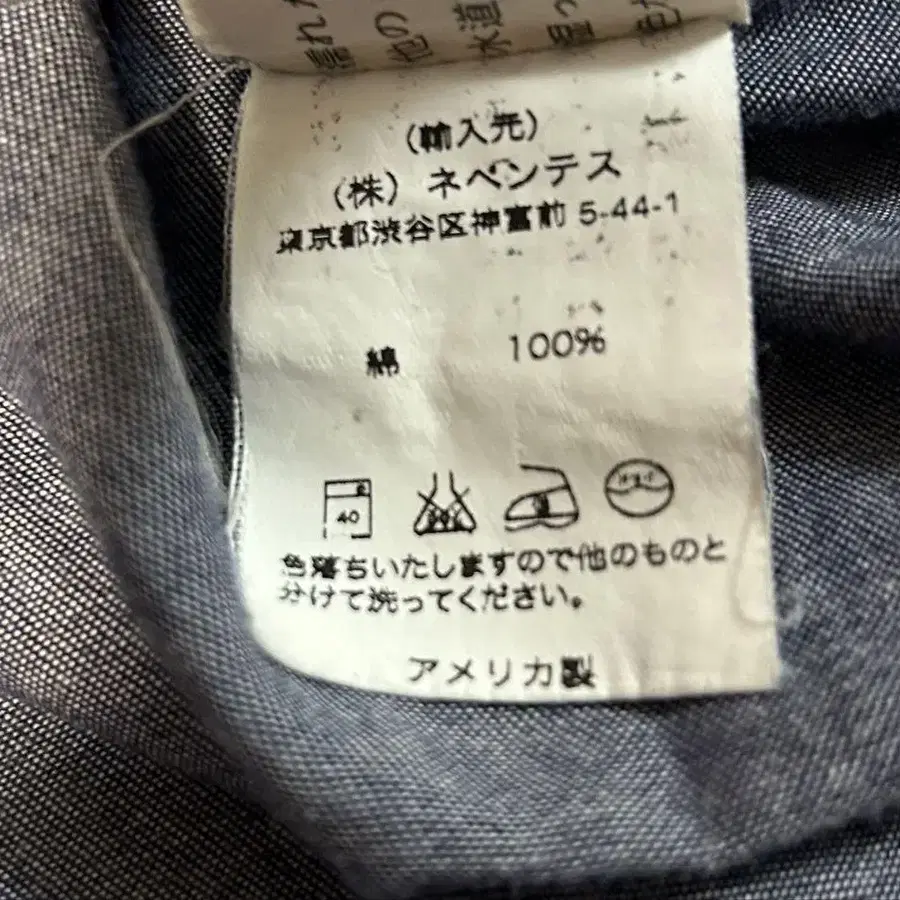 (輸入元)
(株) ネペンテス
東京都渋谷区神宮前 5-44-1
綿 100%
40
色落ちいたしますので他のものと
分けて洗ってください。
アメリカ製